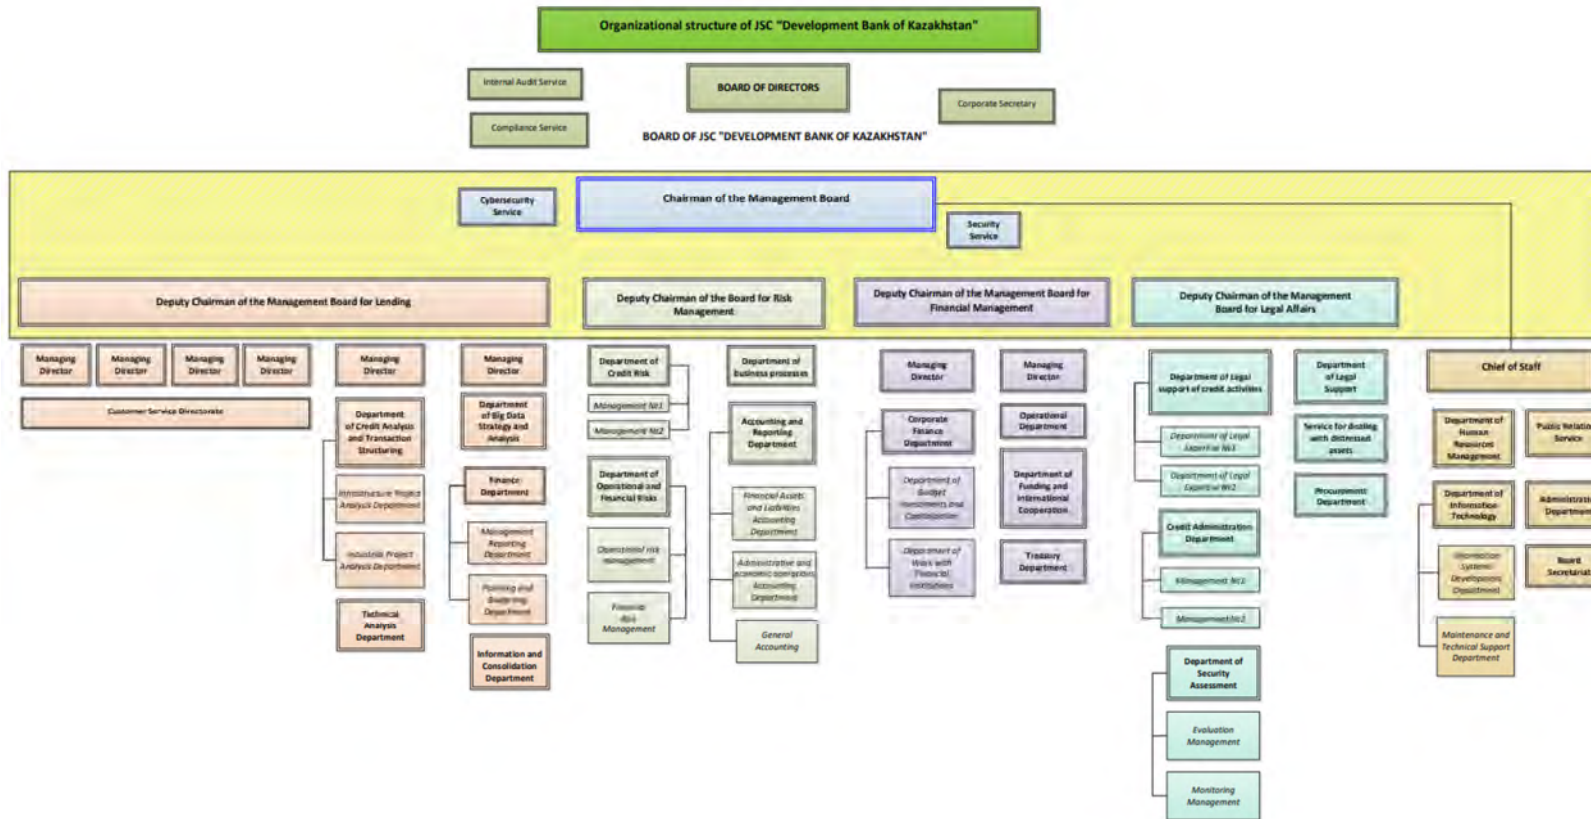 Organizational structure of JSC "Development Bank of Kazakhstan"
Internal Audit Service
BOARD OF DIRECTORS
Corporate Secretary
Compliance Service
BOARD OF JSC "DEVELOPMENT BANK OF KAZAKHSTAN"
Cybersecurity
Service
Chairman of the Management Board
Security
Service
Deputy Chairman of the Management Board for Lending
Deputy Chairman of the Board for Risk
Management
Deputy Chairman of the Management Board for
Financial Management
Deputy Chairman of the Management
Board for Legal Affairs
Managing
Director
Managing
Director
Managing
Director
Managing
Director
Customer Service Directorate
Managing
Director
Department
of Credit Analysis
and Transaction
Structuring
Infrastructure Project
Analysis Department
Industrial Project
Analysis Department
Technical
Analysis
Department
Managing
Director
Department
of Big Data
Strategy and
Analysis
Finance
Department
Management
Reporting
Department
Planning and
Budgeting
Department
Information and
Consolidation
Department
Department of
Credit Risk
Management №1
Management №2
Department of
Operational and
Financial Risks
Operational risk
management
Financial
Risk
Management
Department of
business processes
Accounting and
Reporting
Department
Financial Assets
and Liabilities
Accounting
Department
Administrative and
economic operations
Accounting
Department
General
Accounting
Managing
Director
Corporate
Finance
Department
Department of
Budget
Investments and
Department of
Work with
Financial
Institutions
Managing
Director
Operational
Department
Department of
Funding and
International
Cooperation
Treasury
Department
Department of Legal
support of credit activities
Department of Legal
Expertise №1
Department of Legal
Expertise №2
Credit Administration
Department
Management №1
Management №2
Department of
Security
Assessment
Evaluation
Management
Monitoring
Management
Department
of Legal
Support
Service for dealing
with distressed
assets
Procurement
Department
Chief of Staff
Department of
Human
Resources
Management
Department of
Information
Technology
Information
Systems
Development
Department
Maintenance and
Technical Support
Department
Public Relation
Service
Administrati
Departmen
Board
Secretariat